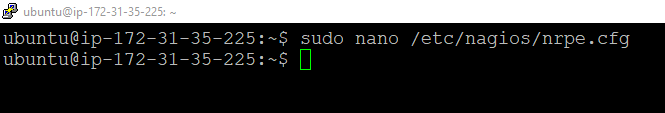 ubuntu@ip-172-31-35-225: ~
ubuntu@ip-172-31-35-225:~$ sudo nano /etc/nagios/nrpe.cfg
ubuntu@ip-172-31-35-225:~$